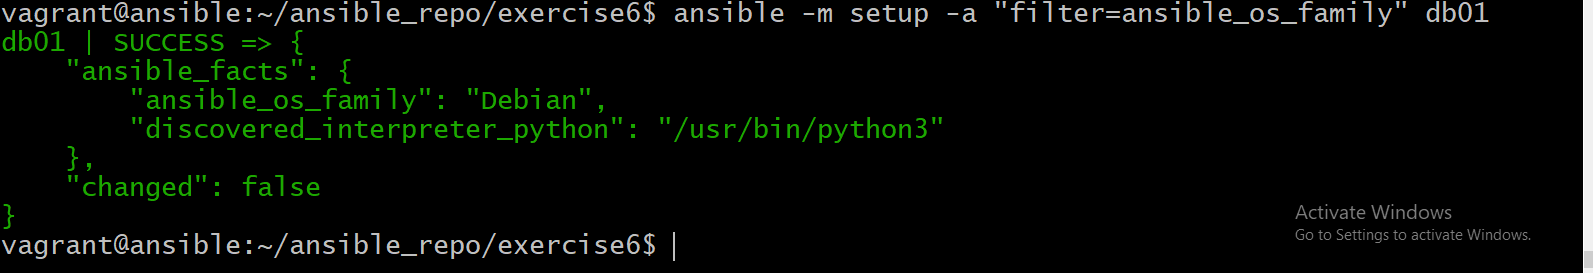 vagrant@ansible:~/ansible_repo/exercise6$ ansible -m setup -a "filter=ansible_os_family" db01
db01 | SUCCESS => {
    "ansible_facts": {
        "ansible_os_family": "Debian",
        "discovered_interpreter_python": "/usr/bin/python3"
    },
    "changed": false
}
vagrant@ansible:~/ansible_repo/exercise6$
Activate Windows
Go to Settings to activate Windows.